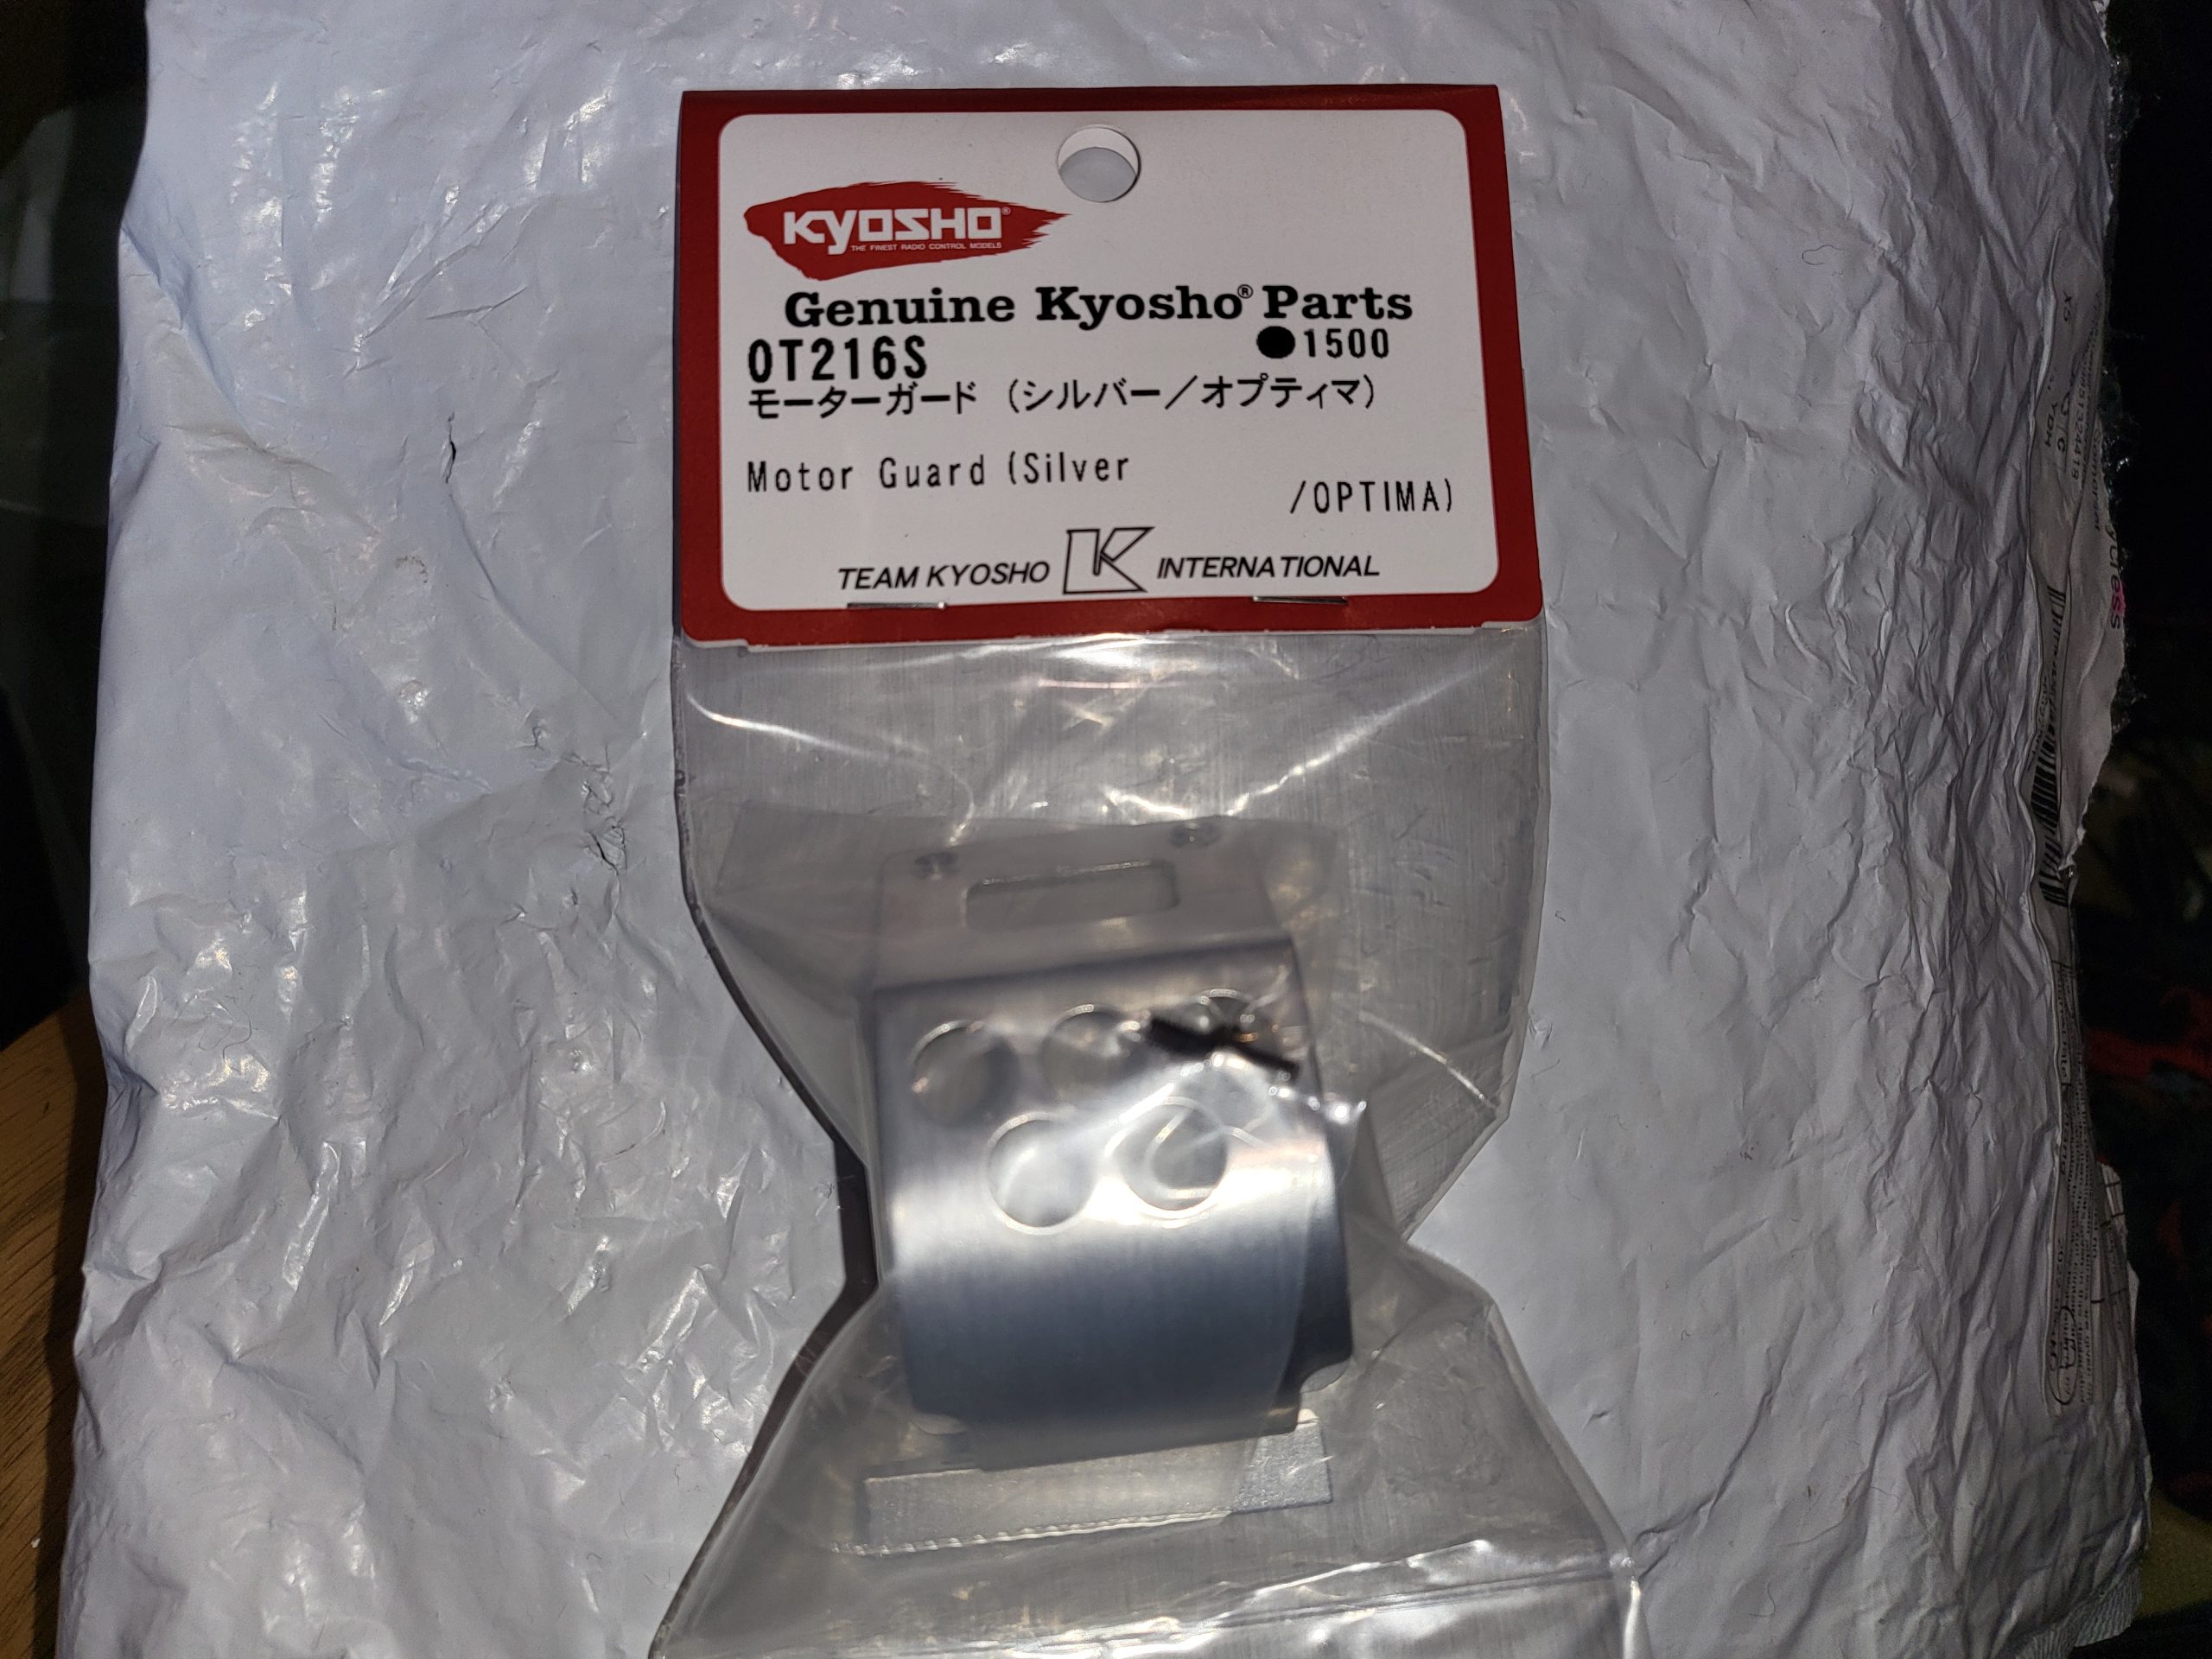 KYOSHO®
THE FINEST RADIO CONTROL MODELS
Genuine Kyosho® Parts
OT216S ●1500
モーターガード (シルバー/オプティマ)
Motor Guard (Silver
/OPTIMA)
TEAM KYOSHO K INTERNATIONAL